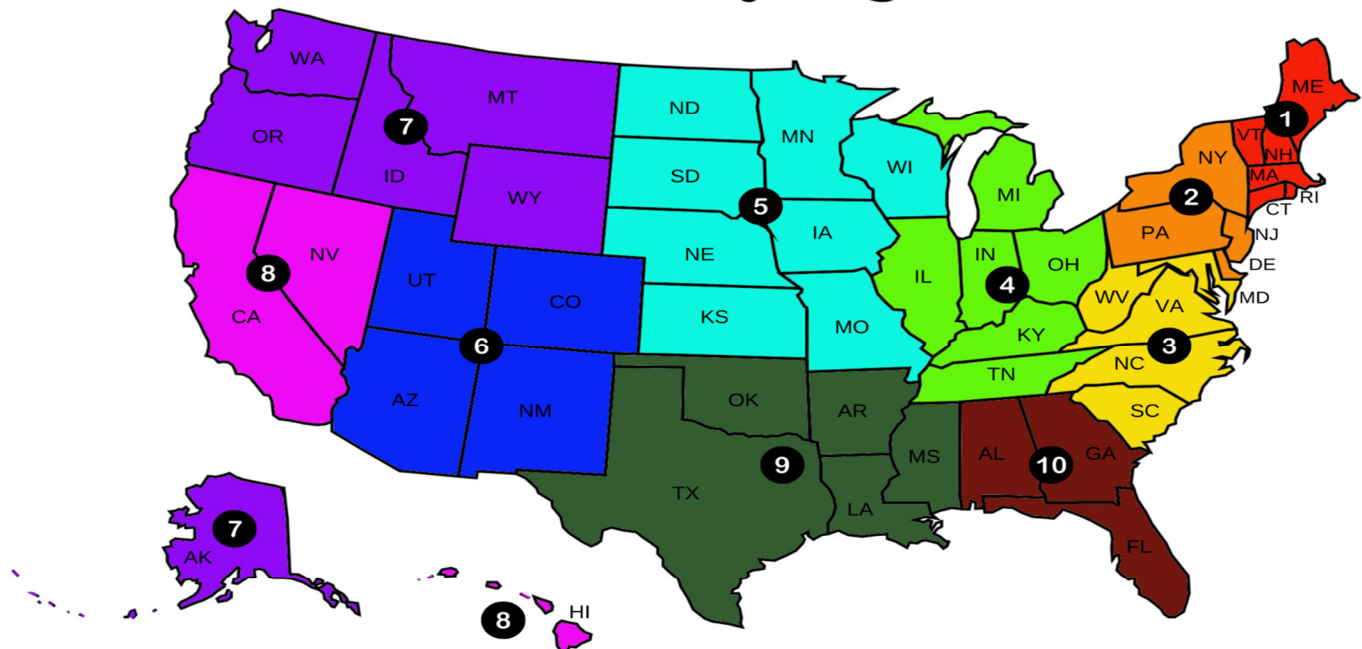 WA
MT
ND
MN
ME
1
OR
7
ID
WY
SD
5
WI
MI
NY
VT
NH
MA
2
CT
RI
PA
NJ
NV
8
CA
UT
CO
NE
IA
IL
IN
4
OH
DE
WV
VA
MD
KS
MO
KY
6
NC
3
TN
AZ
NM
OK
AR
SC
MS
AL
10
GA
9
TX
LA
FL
7
AK
8
HI